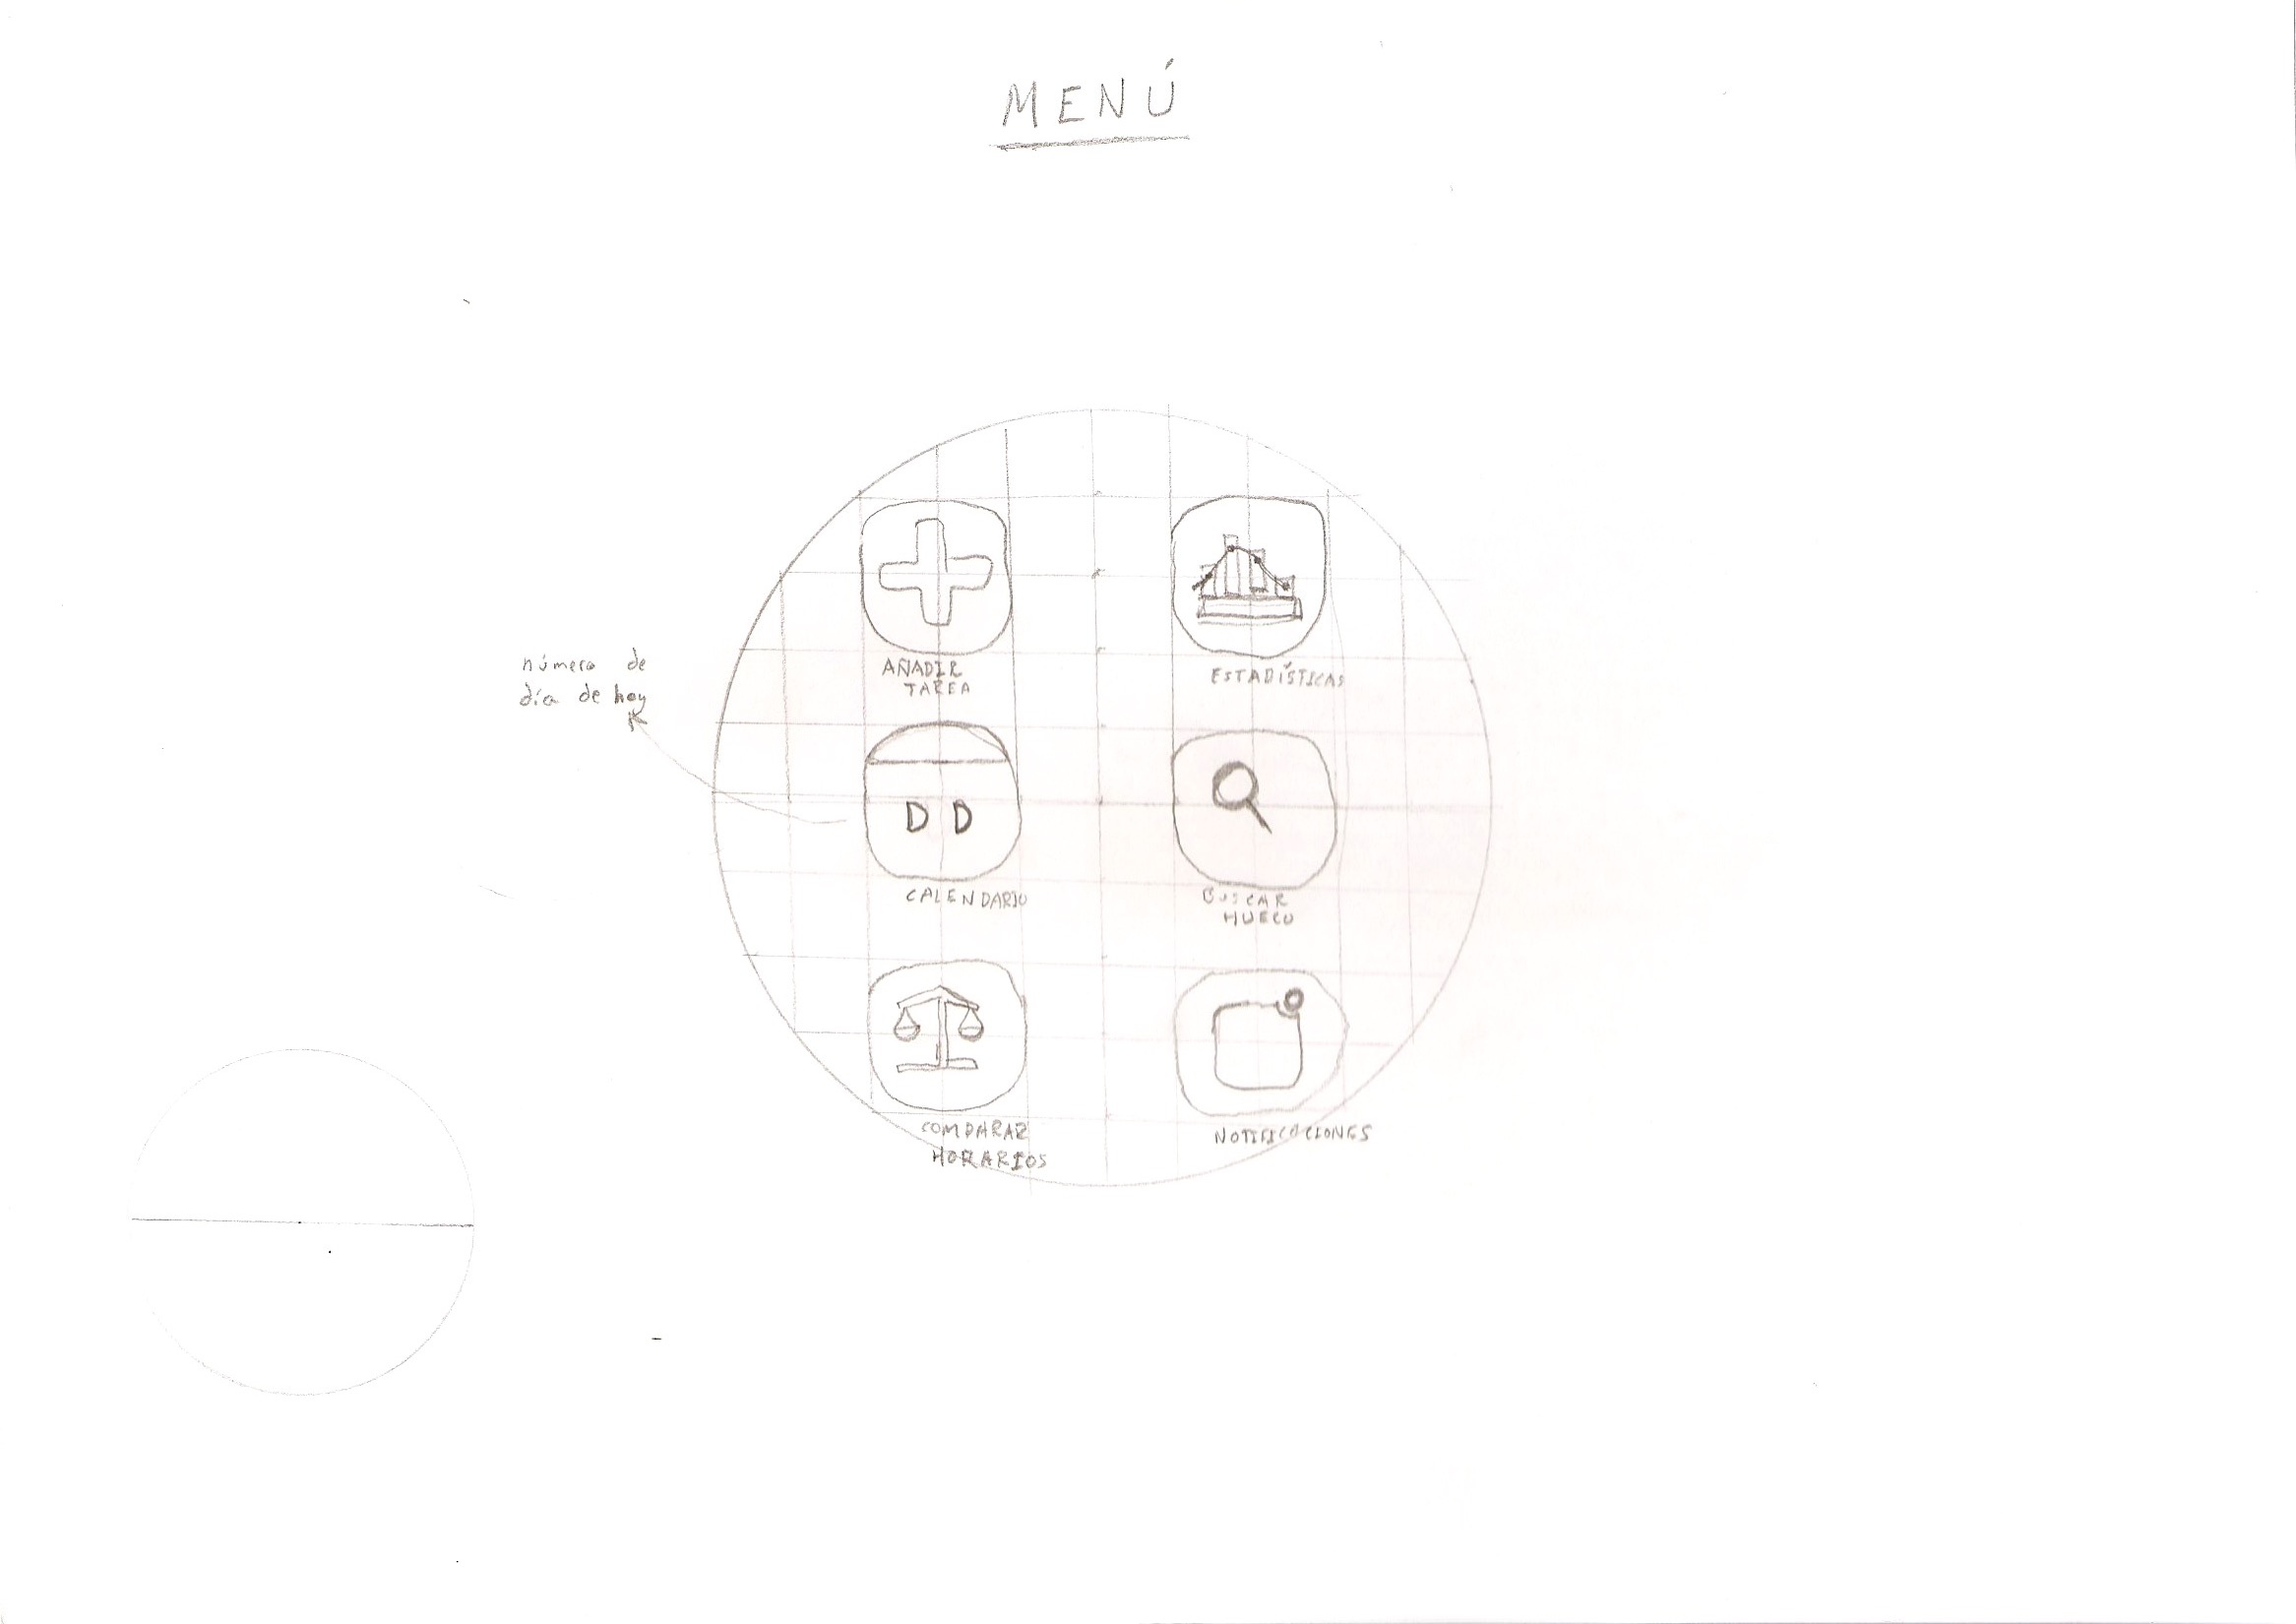 MENÚ
número de
día de hoy
AÑADIR
TAREA
ESTADÍSTICAS
DD
CALENDARIO
BUSCAR
HUECO
COMPARAR
HORARIOS
NOTIFICACIONES